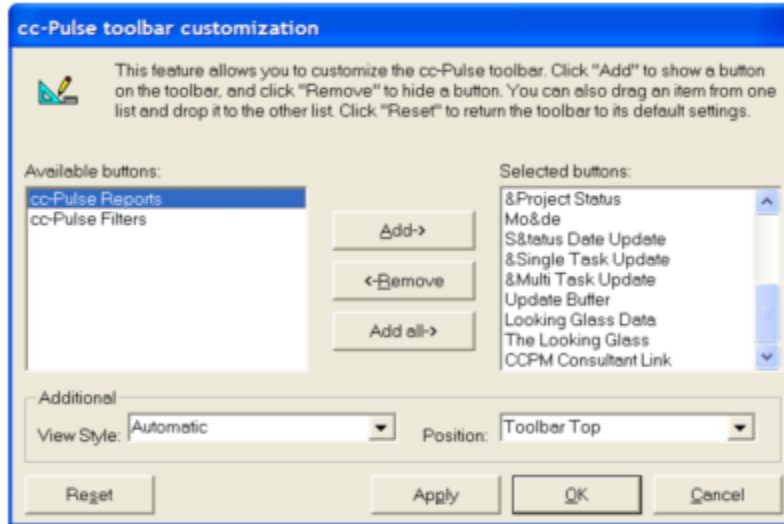 cc-Pulse toolbar customization
This feature allows you to customize the cc-Pulse toolbar. Click "Add" to show a button
on the toolbar, and click "Remove" to hide a button. You can also drag an item from one
list and drop it to the other list. Click "Reset" to return the toolbar to its default settings.
Available buttons:
cc-Pulse Reports
cc-Pulse Filters
Add->
<-Remove
Add all->
Selected buttons:
&Project Status
Mo&de
S&tatus Date Update
&Single Task Update
&Multi Task Update
Update Buffer
Looking Glass Data
The Looking Glass
CCPM Consultant Link
Additional
View Style: Automatic
Position: Toolbar Top
Reset
Apply
OK
Cancel